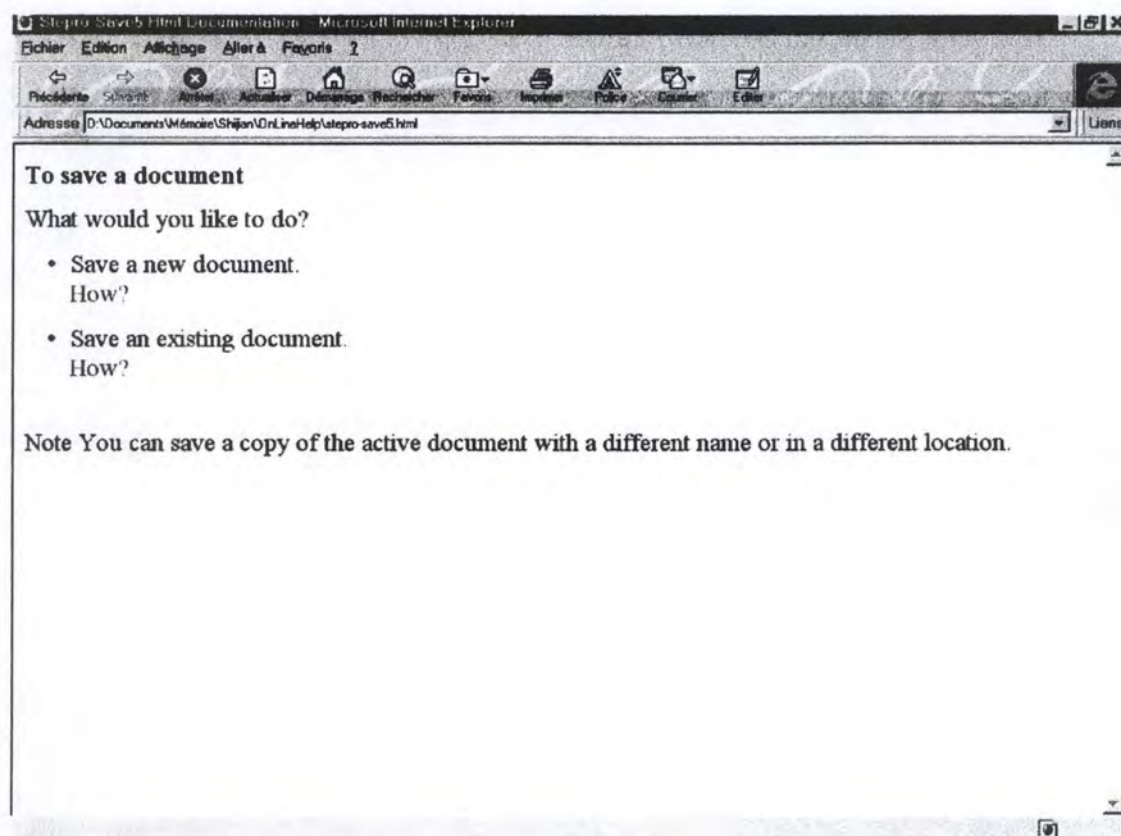 Stepro-Save5 Html Documentation - Microsoft Internet Explorer
Fichier Edition Affichage Aller à Favoris ?
Précédente Suivante Arrêter Actualiser Démarrage Rechercher Favoris Imprimer Police Courrier Editer
Adresse D:\Documents\Mémoire\Shijian\OnLineHelp\stepro-save5.html Liens
To save a document
What would you like to do?
• Save a new document.
How?
• Save an existing document.
How?
Note You can save a copy of the active document with a different name or in a different location.